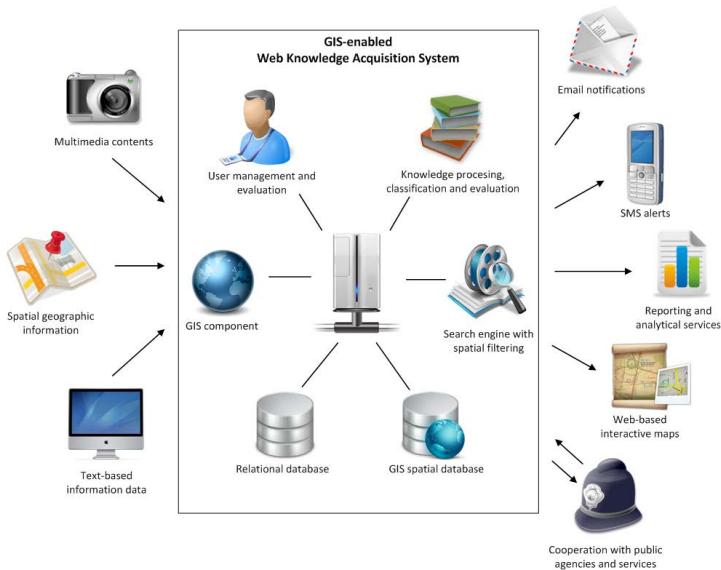 GIS-enabled
Web Knowledge Acquisition System
Multimedia contents
Spatial geographic
information
Text-based
information data
User management and
evaluation
Knowledge procesing,
classification and evaluation
GIS component
Search engine with
spatial filtering
Relational database
GIS spatial database
Email notifications
SMS alerts
Reporting and
analytical services
Web-based
interactive maps
Cooperation with public
agencies and services